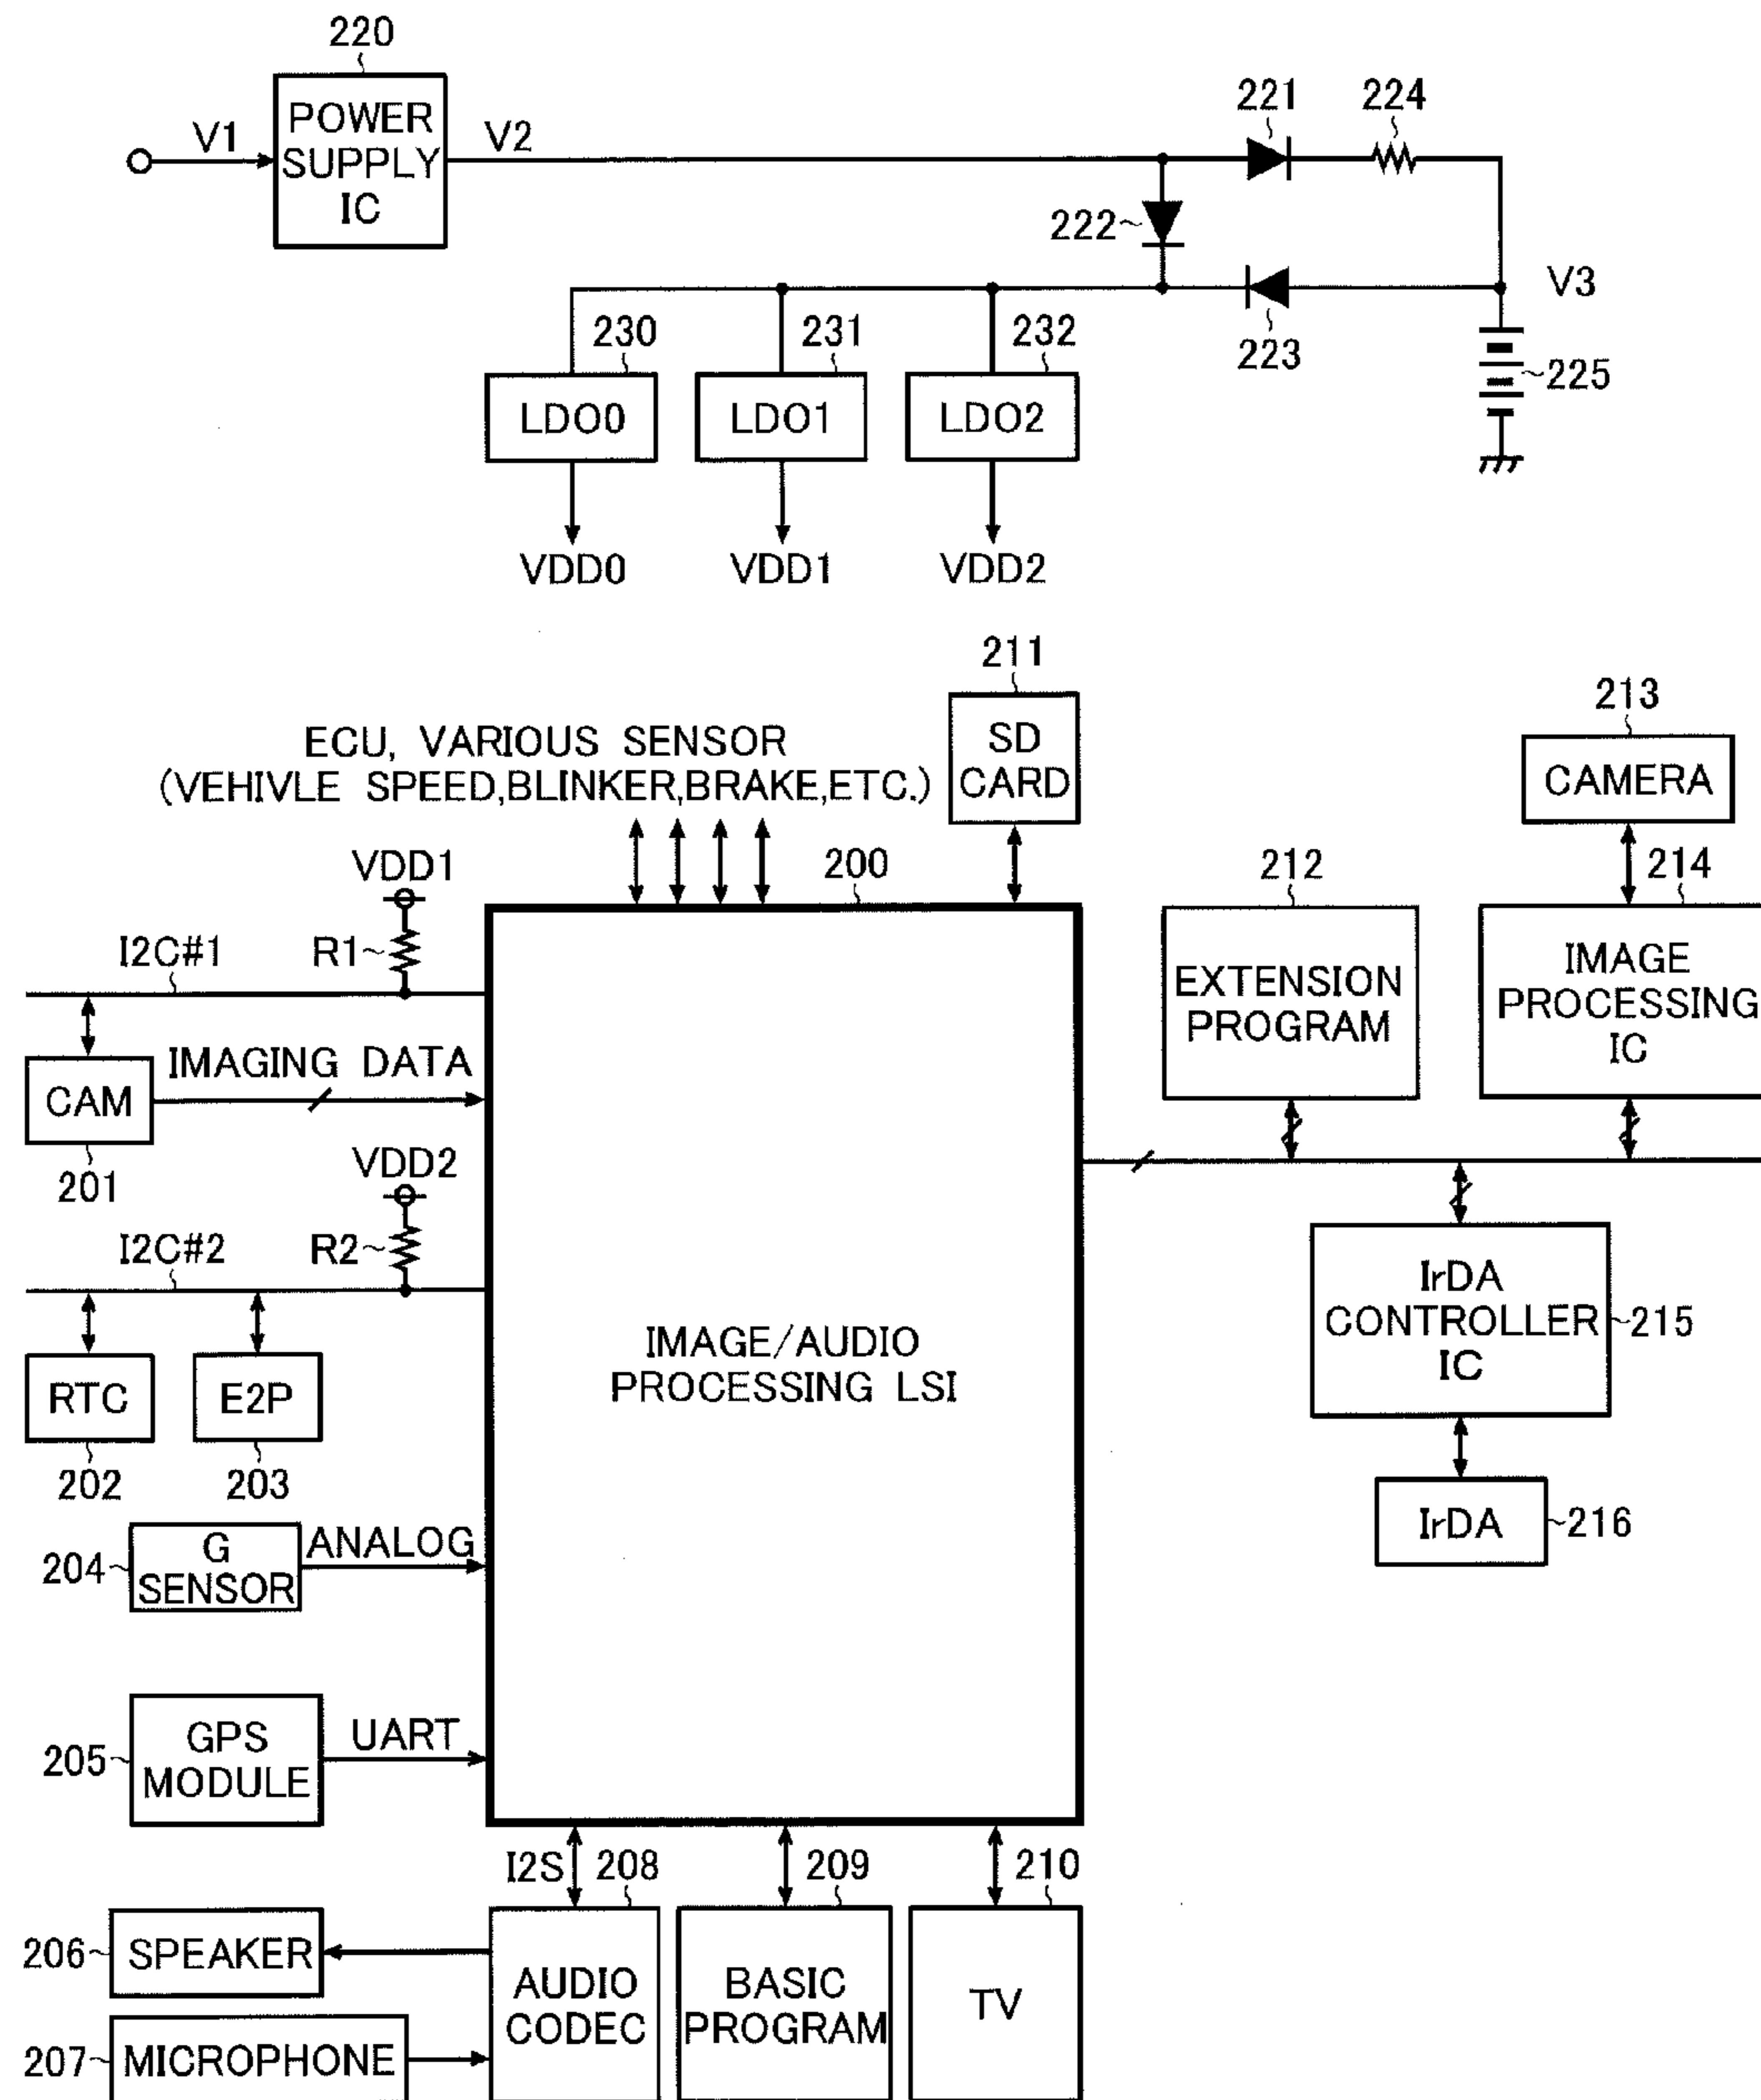 220
POWER
SUPPLY
IC
V1
V2
221
224
222
223
V3
225
230
231
232
LDO0
LDO1
LDO2
VDD0
VDD1
VDD2
211
SD
CARD
ECU, VARIOUS SENSOR
(VEHIVLE SPEED,BLINKER,BRAKE,ETC.)
213
CAMERA
VDD1
200
212
214
I2C#1
R1
EXTENSION
PROGRAM
IMAGE
PROCESSING
IC
IMAGING DATA
CAM
201
VDD2
I2C#2
R2
RTC
202
E2P
203
IMAGE/AUDIO
PROCESSING LSI
IrDA
CONTROLLER
IC
215
IrDA
216
204
G
SENSOR
ANALOG
205
GPS
MODULE
UART
I2S
208
209
210
206
SPEAKER
207
MICROPHONE
AUDIO
CODEC
BASIC
PROGRAM
TV